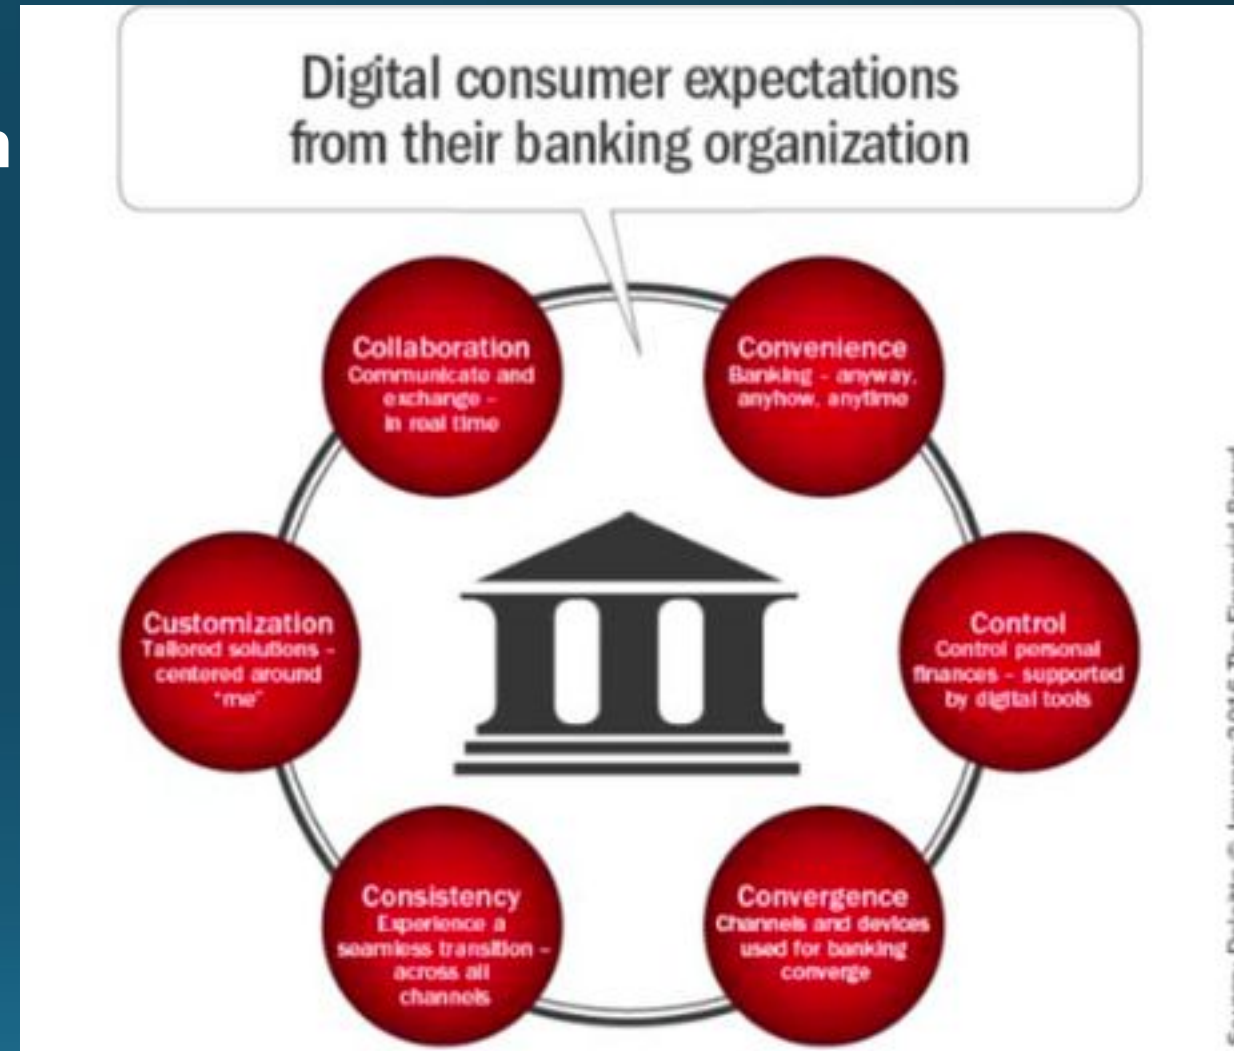 Digital consumer expectations
from their banking organization
Collaboration
Communicate and
exchange –
in real time
Convenience
Banking – anyway,
anyhow, anytime
Customization
Tailored solutions –
centered around
"me"
Control
Control personal
finances – supported
by digital tools
Consistency
Experience a
seamless transition –
across all
channels
Convergence
Channels and devices
used for banking
converge